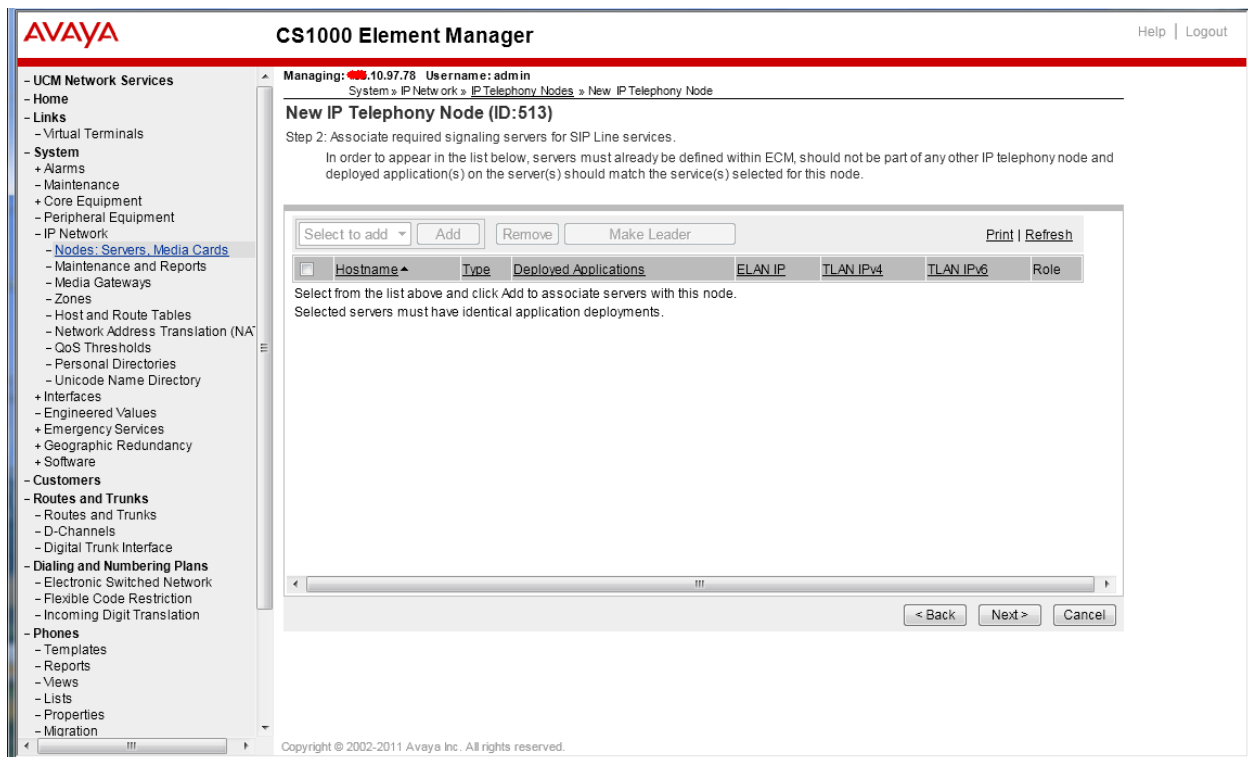 AVAYA
CS1000 Element Manager
Help | Logout
- UCM Network Services
- Home
- Links
- Virtual Terminals
- System
+ Alarms
- Maintenance
+ Core Equipment
- Peripheral Equipment
- IP Network
- Nodes: Servers, Media Cards
- Maintenance and Reports
- Media Gateways
- Zones
- Host and Route Tables
- Network Address Translation (NA
- QoS Thresholds
- Personal Directories
- Unicode Name Directory
+ Interfaces
- Engineered Values
+ Emergency Services
+ Geographic Redundancy
+ Software
- Customers
- Routes and Trunks
- Routes and Trunks
- D-Channels
- Digital Trunk Interface
- Dialing and Numbering Plans
- Electronic Switched Network
- Flexible Code Restriction
- Incoming Digit Translation
- Phones
- Templates
- Reports
- Views
- Lists
- Properties
- Migration
Managing: .10.97.78 Username: admin
System » IP Network » IP Telephony Nodes » New IP Telephony Node
New IP Telephony Node (ID:513)
Step 2: Associate required signaling servers for SIP Line services.
In order to appear in the list below, servers must already be defined within ECM, should not be part of any other IP telephony node and
deployed application(s) on the server(s) should match the service(s) selected for this node.
Select to add Add Remove Make Leader Print | Refresh
Hostname Type Deployed Applications ELAN IP TLAN IPv4 TLAN IPv6 Role
Select from the list above and click Add to associate servers with this node.
Selected servers must have identical application deployments.
< Back Next > Cancel
Copyright © 2002-2011 Avaya Inc. All rights reserved.